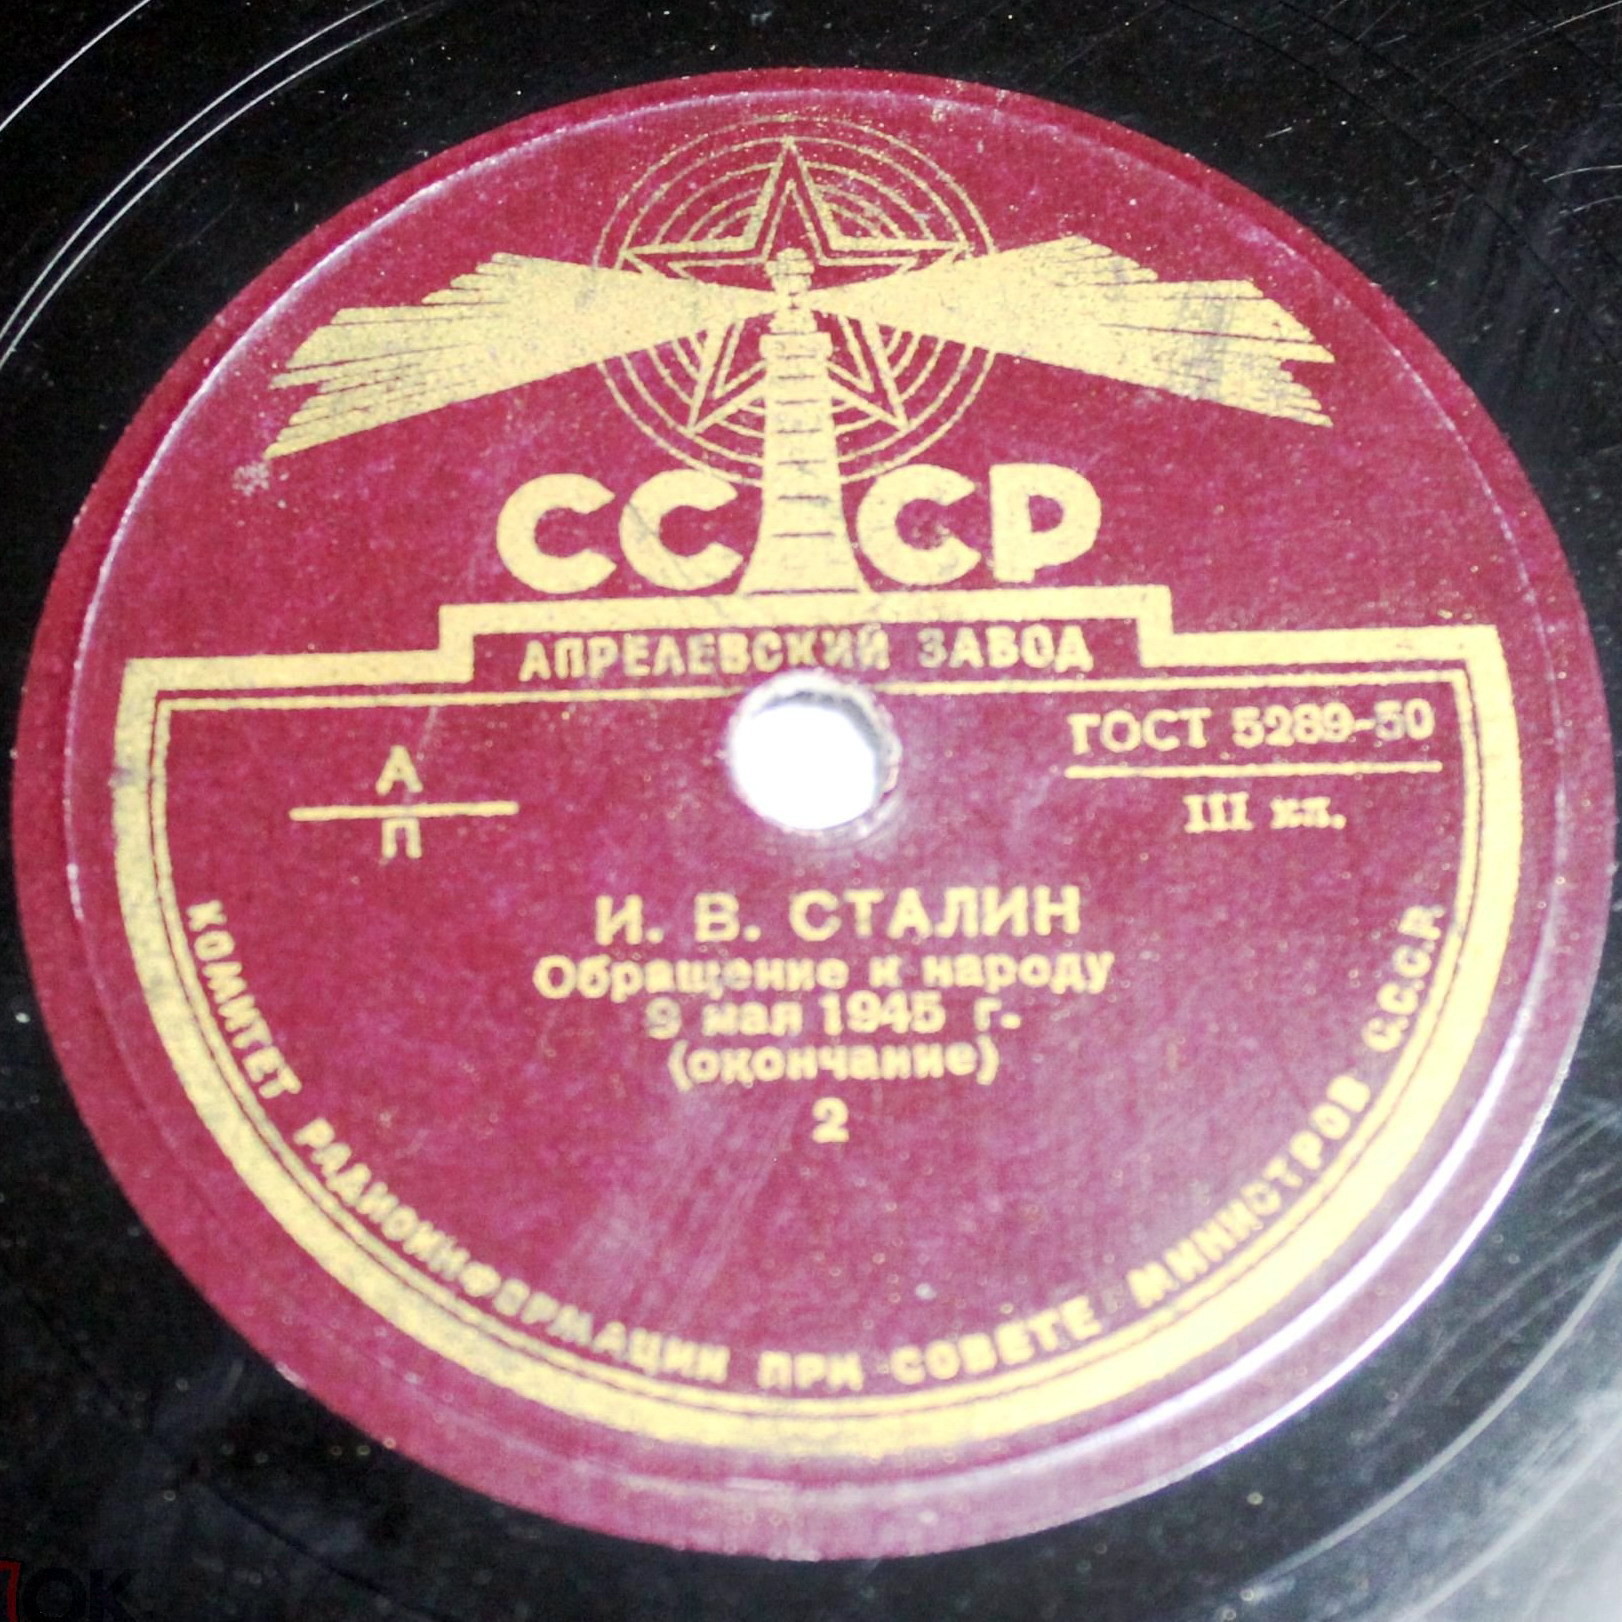 СССР
АПРЕЛЕВСКИЙ ЗАВОД
ГОСТ 5289-50
А
П
III кл.
И. В. СТАЛИН
Обращение к народу
9 мая 1945 г.
(окончание)
2
КОМИТЕТ РАДИОИНФОРМАЦИИ ПРИ СОВЕТЕ МИНИСТРОВ С.С.С.Р.